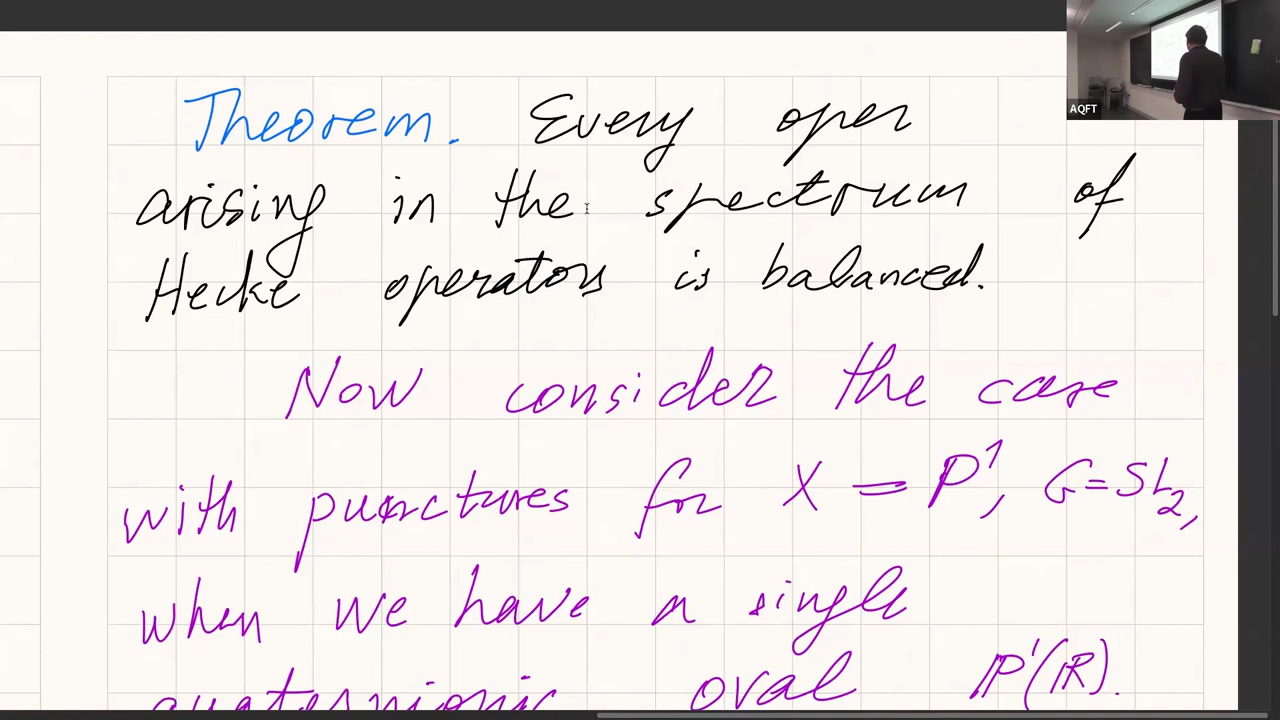 Theorem. Every oper
arising in the spectrum of
Hecke operators is balanced.
Now consider the case
with punctures for X = P¹, G=SL₂,
when we have a single
quaternionic oval P¹(R).
AQFT